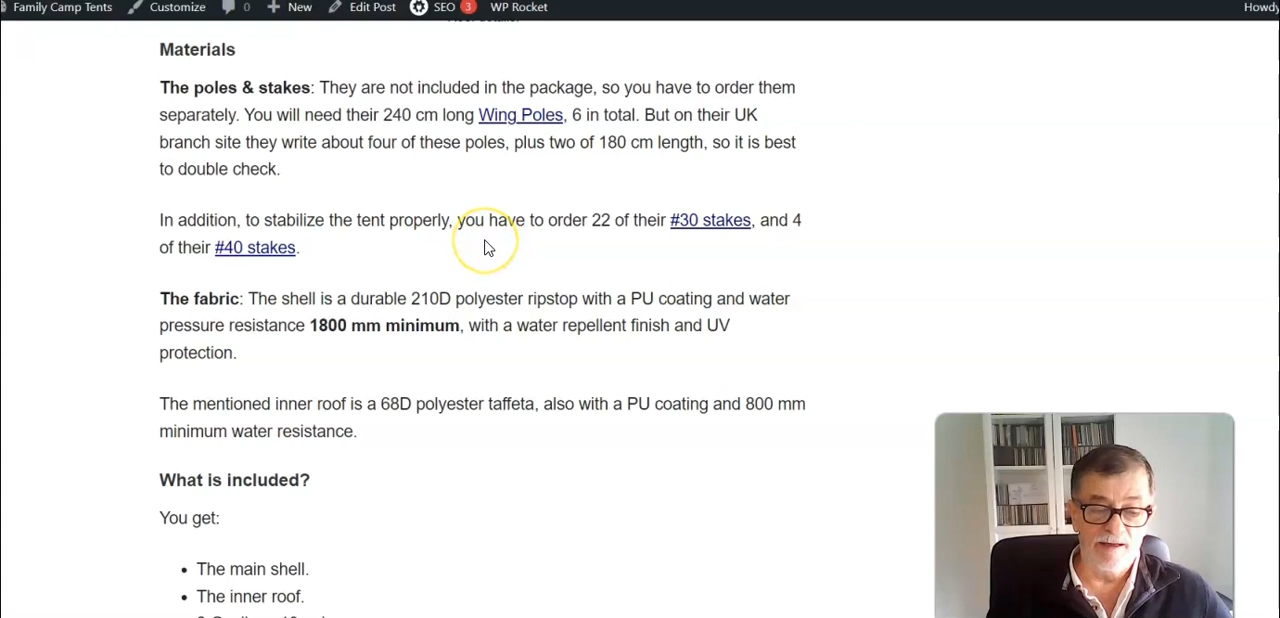 Family Camp Tents Customize 0 New Edit Post SEO 3 WP Rocket Howdy
Materials
The poles & stakes: They are not included in the package, so you have to order them
separately. You will need their 240 cm long Wing Poles, 6 in total. But on their UK
branch site they write about four of these poles, plus two of 180 cm length, so it is best
to double check.
In addition, to stabilize the tent properly, you have to order 22 of their #30 stakes, and 4
of their #40 stakes.
The fabric: The shell is a durable 210D polyester ripstop with a PU coating and water
pressure resistance 1800 mm minimum, with a water repellent finish and UV
protection.
The mentioned inner roof is a 68D polyester taffeta, also with a PU coating and 800 mm
minimum water resistance.
What is included?
You get:
The main shell.
The inner roof.